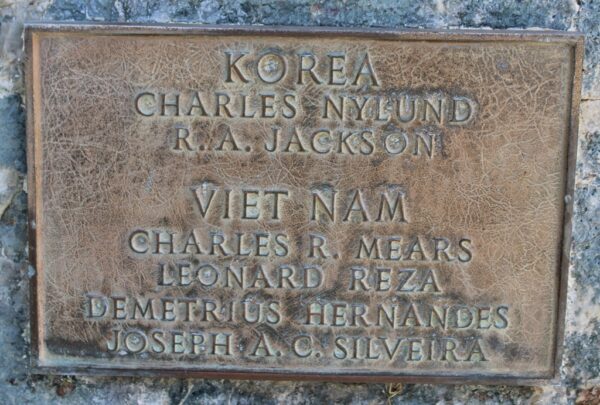 KOREA
CHARLES NYLUND
R. A. JACKSON
VIET NAM
CHARLES R. MEARS
LEONARD REZA
DEMETRIUS HERNANDES
JOSEPH A. C. SILVEIRA